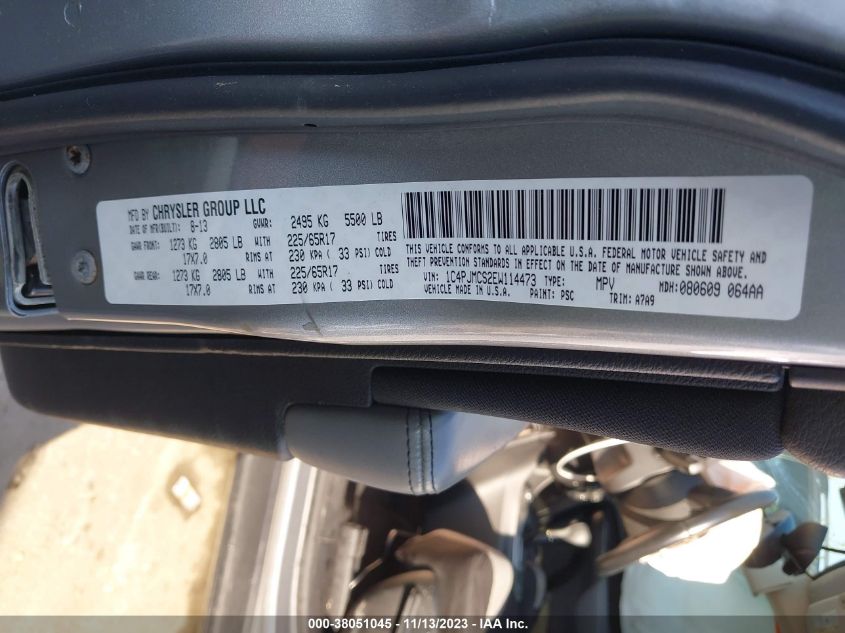 MFD BY CHRYSLER GROUP LLC
DATE OF MFR(BUILT): 8-13 GVWR: 2495 KG 5500 LB
GAWR FRONT: 1273 KG 2805 LB WITH 225/65R17 TIRES
17X7.0 RIMS AT 230 KPA ( 33 PSI) COLD
GAWR REAR: 1273 KG 2805 LB WITH 225/65R17 TIRES
17X7.0 RIMS AT 230 KPA ( 33 PSI) COLD
THIS VEHICLE CONFORMS TO ALL APPLICABLE U.S.A. FEDERAL MOTOR VEHICLE SAFETY AND
THEFT PREVENTION STANDARDS IN EFFECT ON THE DATE OF MANUFACTURE SHOWN ABOVE.
VIN: 1C4PJMCS2EW114473 TYPE: MPV MDH: 080609 064AA
VEHICLE MADE IN U.S.A. PAINT: PSC TRIM: A7A9
000-38051045 - 11/13/2023 - IAA Inc.